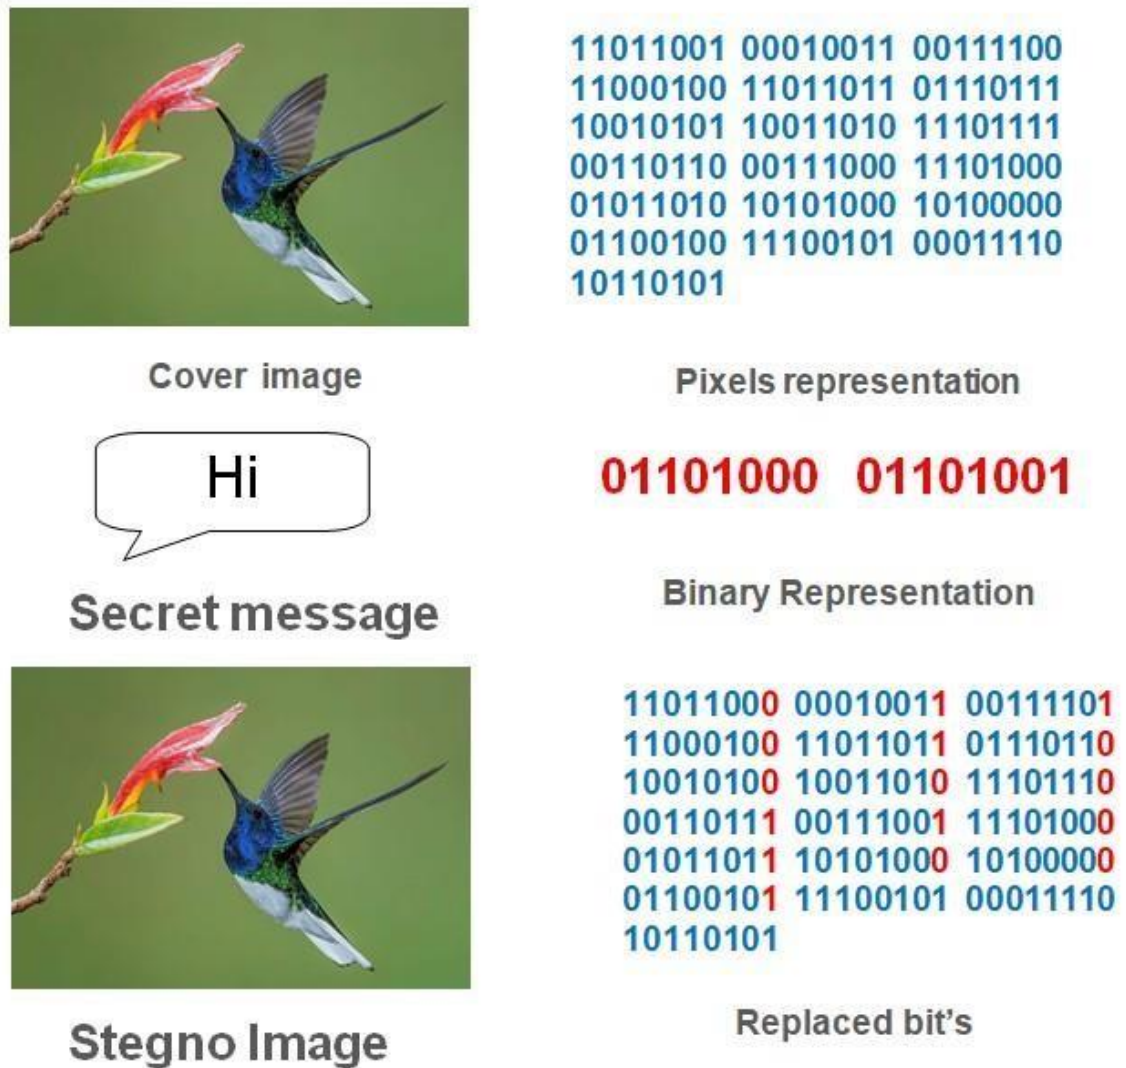 11011001 00010011 00111100
11000100 11011011 01110111
10010101 10011010 11101111
00110110 00111000 11101000
01011010 10101000 10100000
01100100 11100101 00011110
10110101
Cover image
Pixels representation
Hi
01101000 01101001
Secret message
Binary Representation
11011000 00010011 00111101
11000100 11011011 01110110
10010100 10011010 11101110
00110111 00111001 11101000
01011011 10101000 10100000
01100101 11100101 00011110
10110101
Stegno Image
Replaced bit's